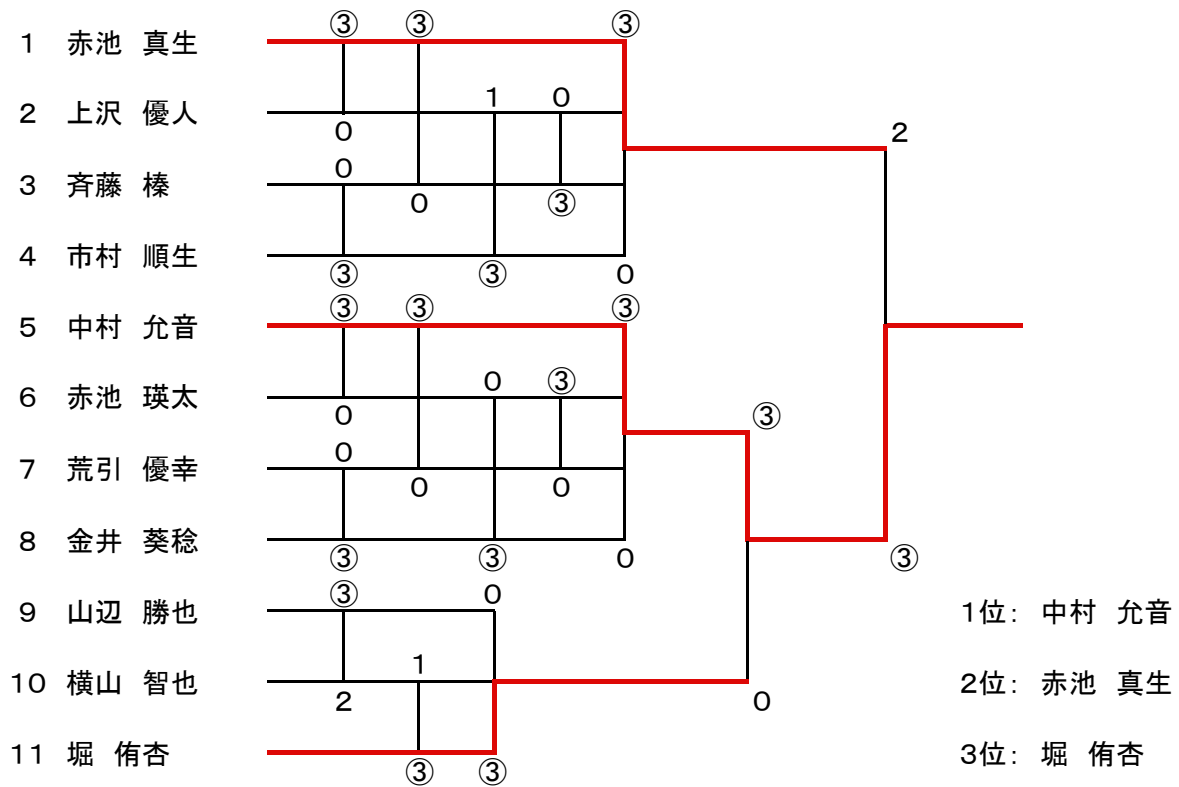 ③ ③ ③
1 赤池 真生
1 0
2 上沢 優人
0 2
0
3 斉藤 榛
0 ③
4 市村 順生
③ ③ 0
③ ③ ③
5 中村 允音
0 ③
6 赤池 瑛太
0 ③
0
7 荒引 優幸
0 0
8 金井 葵稔
③ ③ 0 ③
③ 0
9 山辺 勝也
1位： 中村 允音
1
10 横山 智也
2位： 赤池 真生
2 0
11 堀 侑杏
3位： 堀 侑杏
③ ③